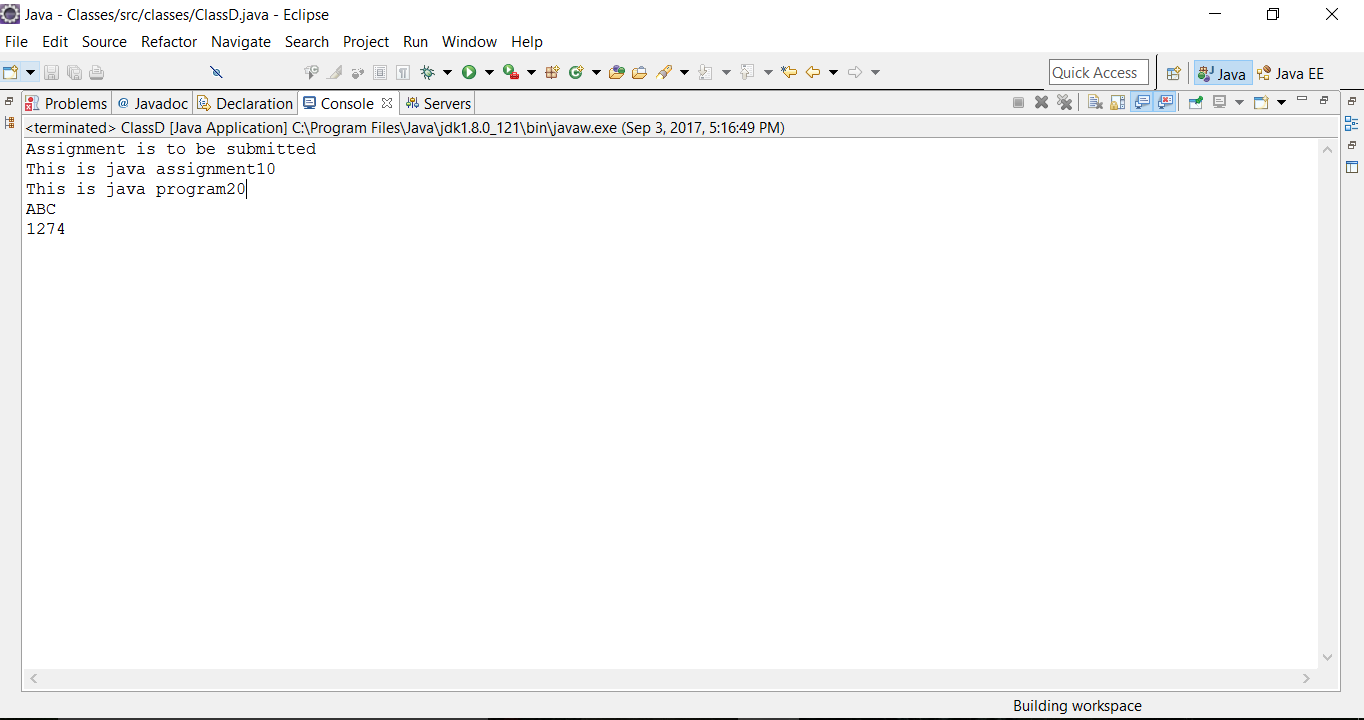 Java - Classes/src/classes/ClassD.java - Eclipse
File Edit Source Refactor Navigate Search Project Run Window Help
Quick Access Java Java EE
Problems @ Javadoc Declaration Console Servers
<terminated> ClassD [Java Application] C:\Program Files\Java\jdk1.8.0_121\bin\javaw.exe (Sep 3, 2017, 5:16:49 PM)
Assignment is to be submitted
This is java assignment10
This is java program20
ABC
1274
Building workspace